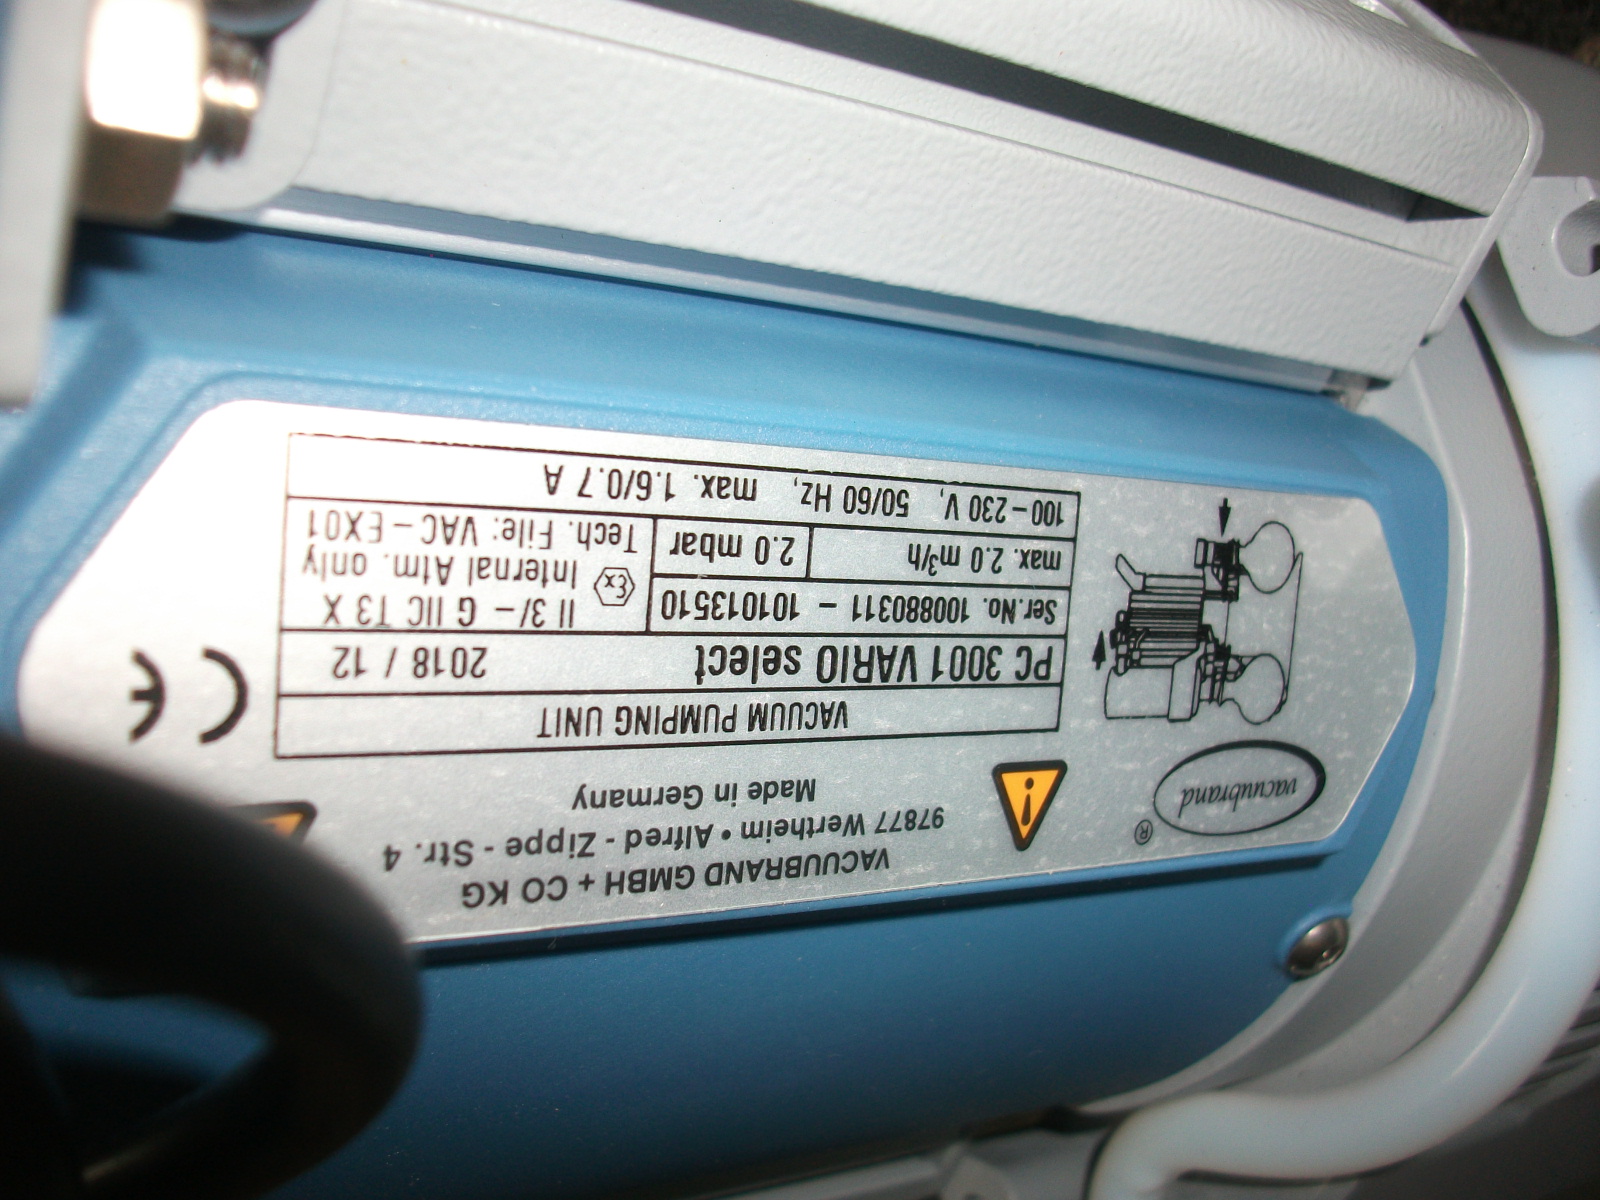 VACUUBRAND GMBH + CO KG
97877 Wertheim • Alfred - Zippe - Str. 4
Made in Germany
vacuubrand
®
VACUUM PUMPING UNIT
PC 3001 VARIO select 2018 / 12
Ser.No. 100880311 – 101013510
II 3/– G IIC T3 X
Ex
Internal Atm. only
Tech. File: VAC–EX01
max. 2.0 m³/h
2.0 mbar
100–230 V, 50/60 Hz, max. 1.6/0.7 A
CE